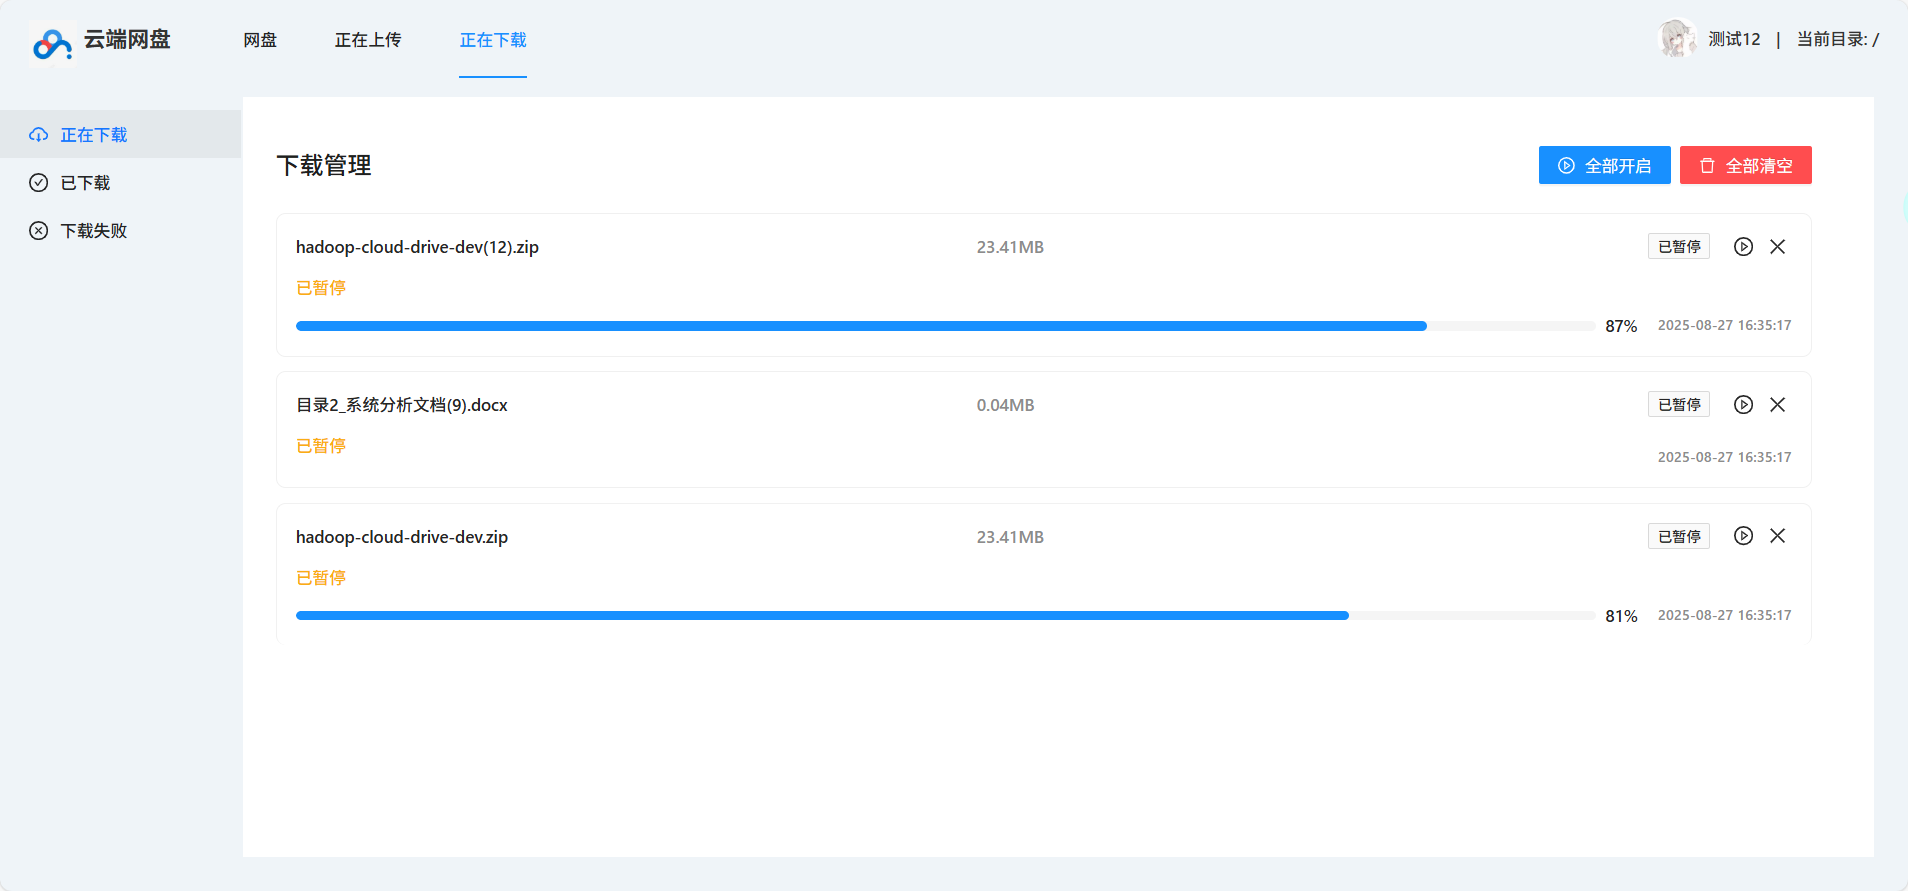 云端网盘
网盘
正在上传
正在下载
测试12 | 当前目录: /
正在下载
已下载
下载失败
下载管理
全部开启
全部清空
hadoop-cloud-drive-dev(12).zip
23.41MB
已暂停
已暂停
87%
2025-08-27 16:35:17
目录2_系统分析文档(9).docx
0.04MB
已暂停
已暂停
2025-08-27 16:35:17
hadoop-cloud-drive-dev.zip
23.41MB
已暂停
已暂停
81%
2025-08-27 16:35:17